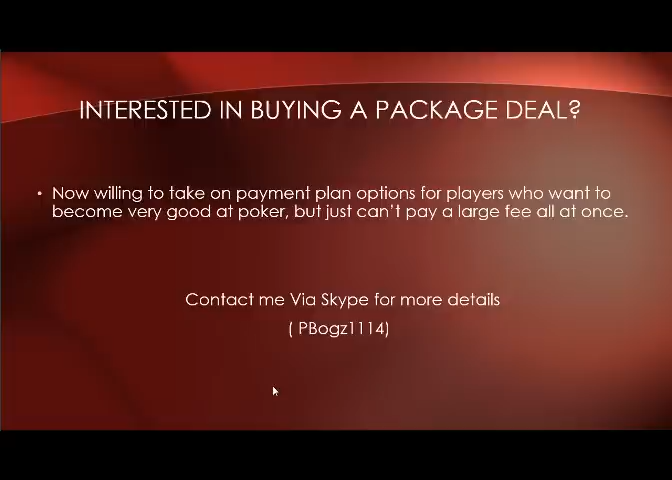 INTERESTED IN BUYING A PACKAGE DEAL?
• Now willing to take on payment plan options for players who want to
become very good at poker, but just can't pay a large fee all at once.
Contact me Via Skype for more details
( PBogz1114)